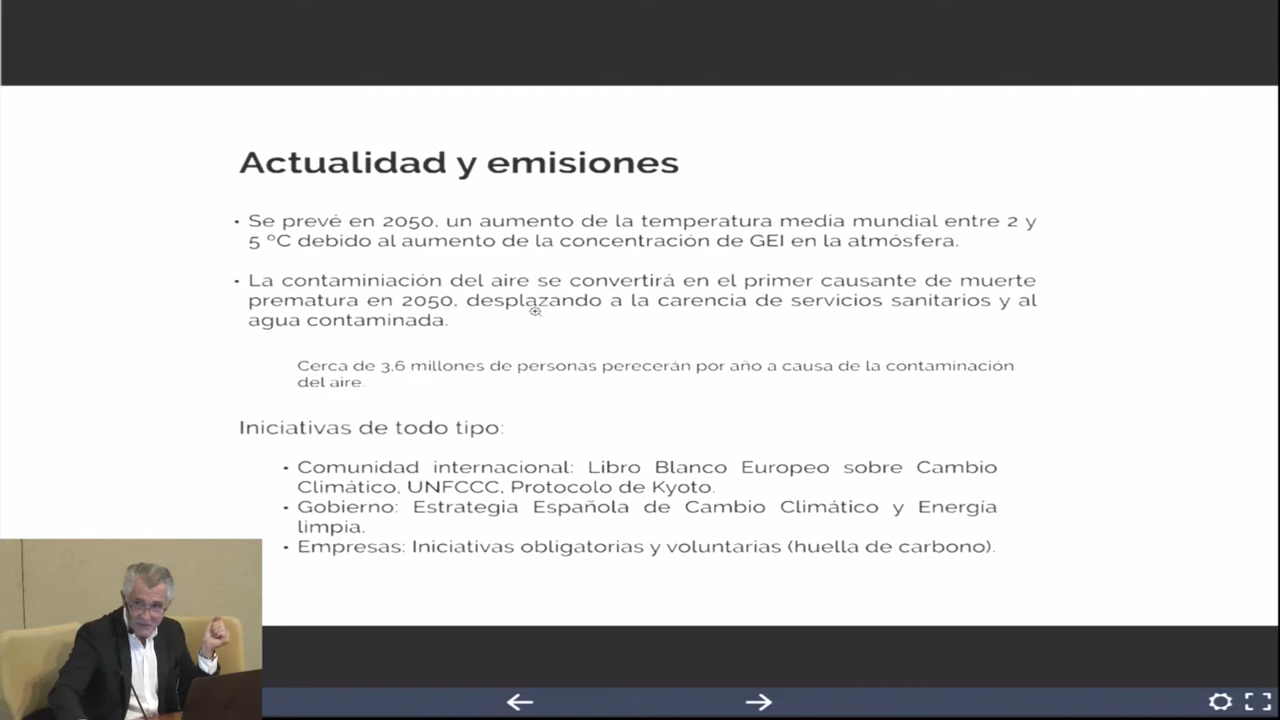 Actualidad y emisiones
• Se prevé en 2050, un aumento de la temperatura media mundial entre 2 y
5 ºC debido al aumento de la concentración de GEI en la atmósfera.
• La contaminiación del aire se convertirá en el primer causante de muerte
prematura en 2050, desplazando a la carencia de servicios sanitarios y al
agua contaminada.
Cerca de 3,6 millones de personas perecerán por año a causa de la contaminación
del aire.
Iniciativas de todo tipo:
• Comunidad internacional: Libro Blanco Europeo sobre Cambio
Climático, UNFCCC, Protocolo de Kyoto.
• Gobierno: Estrategia Española de Cambio Climático y Energía
limpia.
• Empresas: Iniciativas obligatorias y voluntarias (huella de carbono).